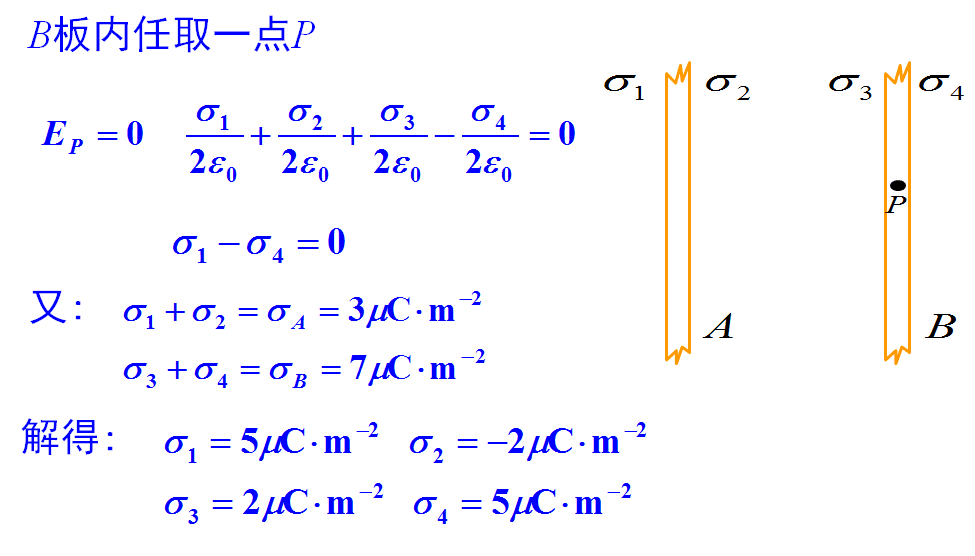 B板内任取一点P
E_P = 0  σ₁/2ε₀ + σ₂/2ε₀ + σ₃/2ε₀ − σ₄/2ε₀ = 0
σ₁ − σ₄ = 0
又: σ₁ + σ₂ = σ_A = 3μC·m⁻²
σ₃ + σ₄ = σ_B = 7μC·m⁻²
解得: σ₁ = 5μC·m⁻² σ₂ = −2μC·m⁻²
σ₃ = 2μC·m⁻² σ₄ = 5μC·m⁻²
σ₁ σ₂ σ₃ σ₄
P
A B